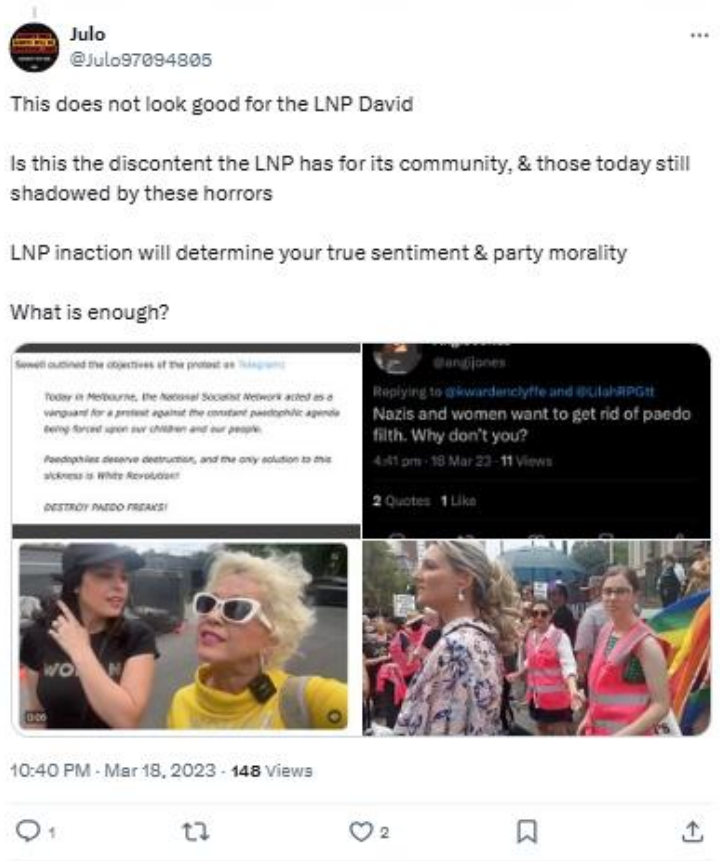 Julo
@Julo97094805
This does not look good for the LNP David
Is this the discontent the LNP has for its community, & those today still
shadowed by these horrors
LNP inaction will determine your true sentiment & party morality
What is enough?
Sewell outlined the objectives of the protest on Telegram:
Today in Melbourne, the National Socialist Network acted as a
vanguard for a protest against the constant paedophilic agenda
being forced upon our children and our people.
Paedophiles deserve destruction, and the only solution to this
sickness is White Revolution!
DESTROY PAEDO FREAKS!
@angijones
Replying to @kwardenclyffe and @LilahRPGtt
Nazis and women want to get rid of paedo
filth. Why don't you?
4:41 pm · 18 Mar 23 · 11 Views
2 Quotes 1 Like
0:05
10:40 PM · Mar 18, 2023 · 148 Views
1
2